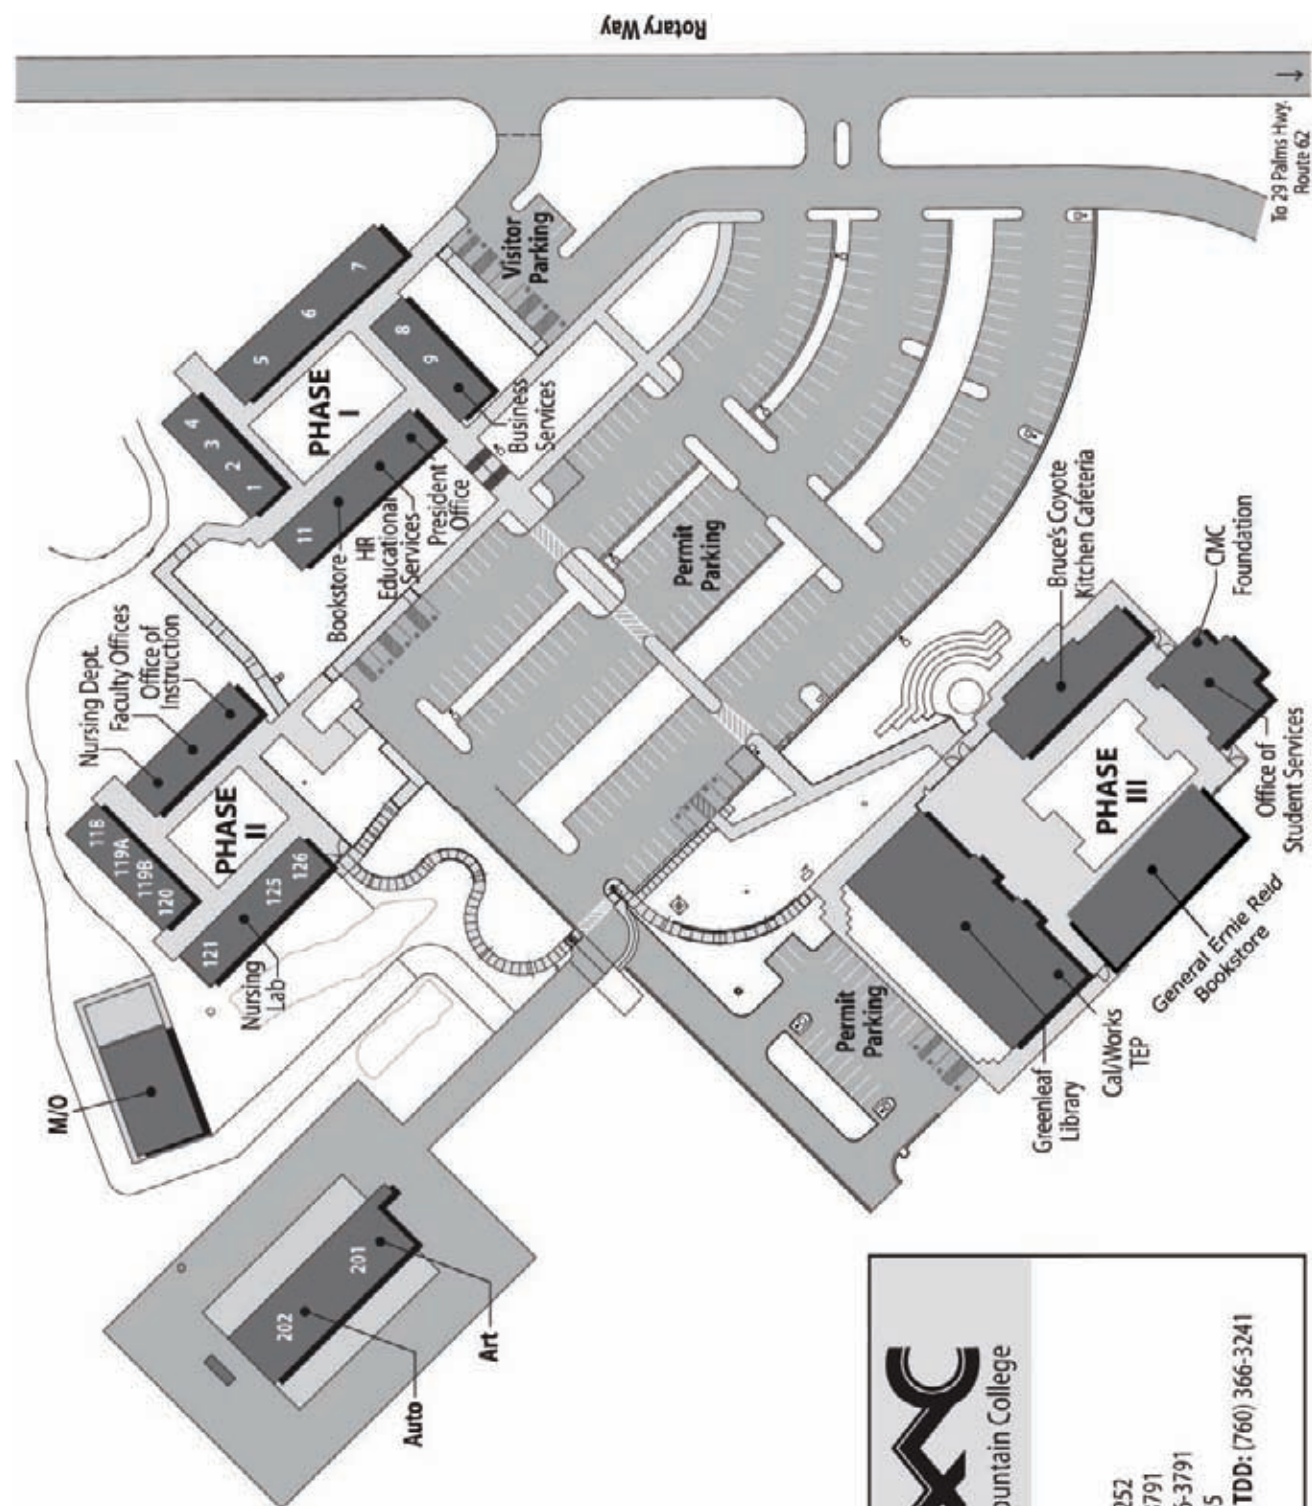 Rotary Way
To 29 Palms Hwy.
Route 62
Visitor
Parking
7
6
5
8
9
PHASE
I
4
3
2
1
11
Business
Services
President
Office
HR
Educational
Services
Bookstore
Permit
Parking
Nursing Dept.
Faculty Offices
Office of
Instruction
118
119A
119B
120
PHASE
II
126
125
121
Nursing
Lab
M/O
Bruce's Coyote
Kitchen Cafeteria
CMC
Foundation
PHASE
III
Office of
Student Services
General Ernie Reid
Bookstore
Cal/Works
TEP
Greenleaf
Library
Permit
Parking
201
202
Art
Auto
ountain College
252
3791
-3791
5
TDD: (760) 366-3241